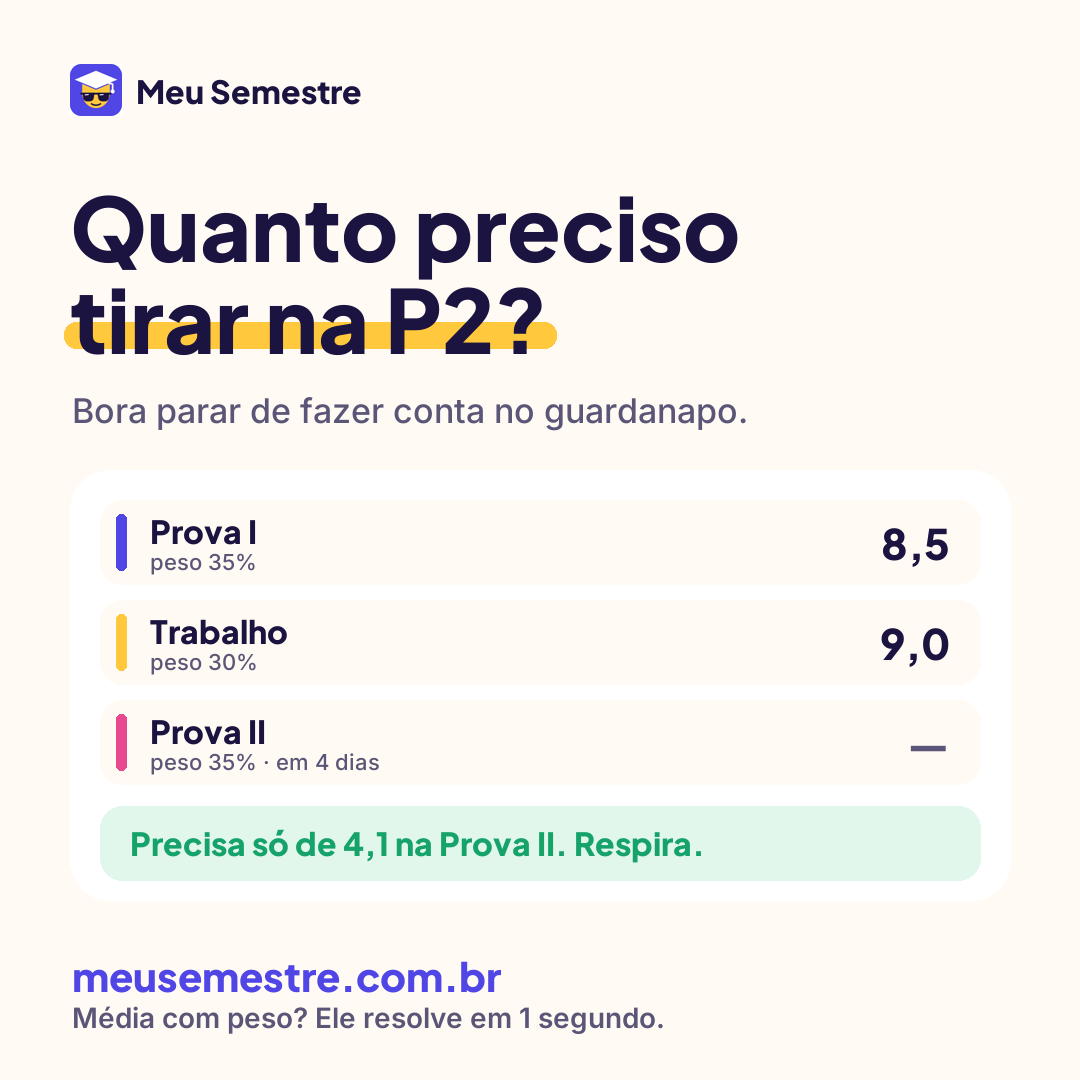 Meu Semestre
Quanto preciso
tirar na P2?
Bora parar de fazer conta no guardanapo.
Prova I
peso 35%
8,5
Trabalho
peso 30%
9,0
Prova II
peso 35% · em 4 dias
—
Precisa só de 4,1 na Prova II. Respira.
meusemestre.com.br
Média com peso? Ele resolve em 1 segundo.